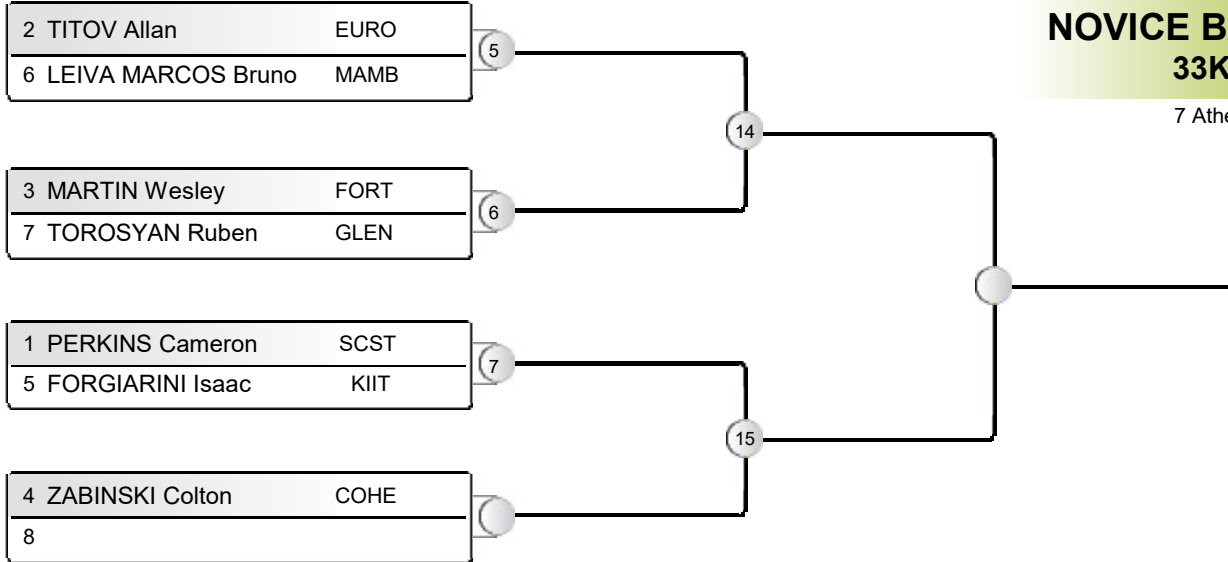 NOVICE B
33K
7 Athe
2 TITOV Allan EURO
6 LEIVA MARCOS Bruno MAMB
5
14
3 MARTIN Wesley FORT
7 TOROSYAN Ruben GLEN
6
1 PERKINS Cameron SCST
5 FORGIARINI Isaac KIIT
7
15
4 ZABINSKI Colton COHE
8